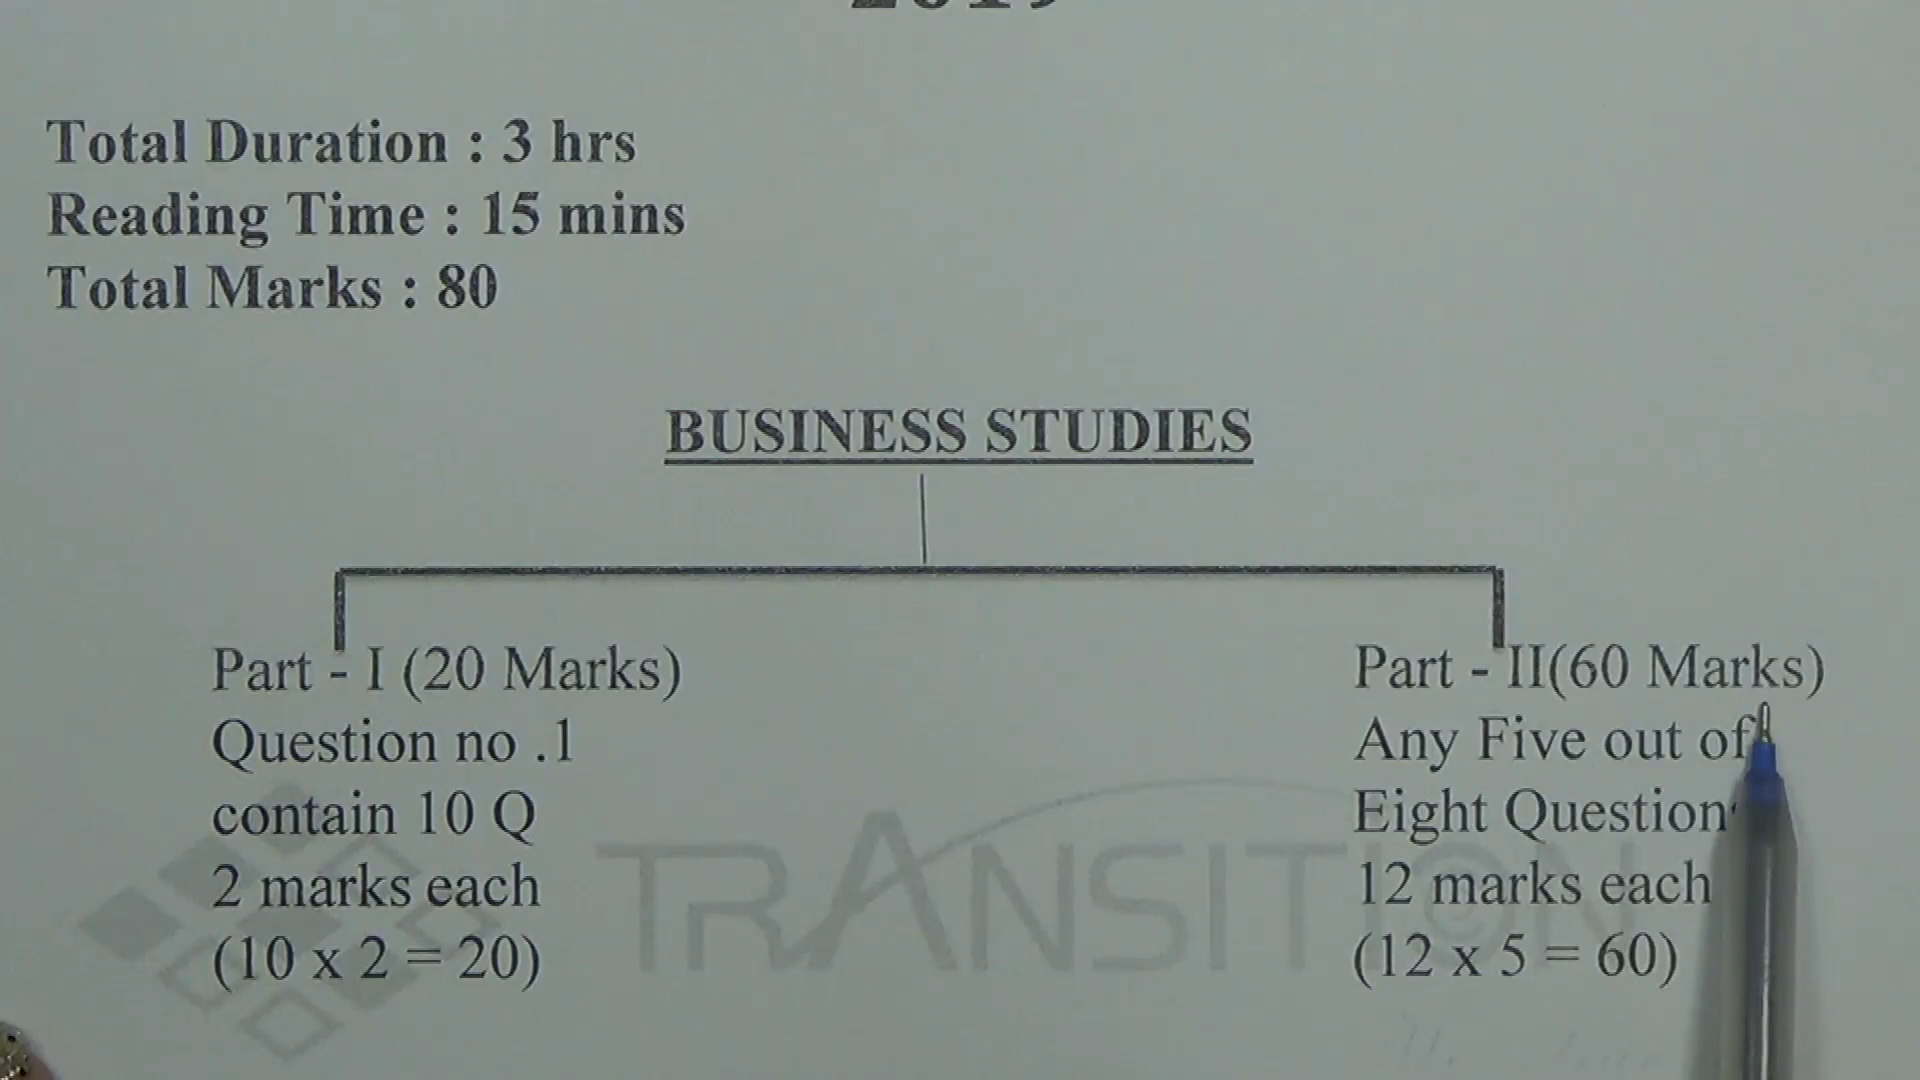 2019
Total Duration : 3 hrs
Reading Time : 15 mins
Total Marks : 80
BUSINESS STUDIES
Part - I (20 Marks)
Question no .1
contain 10 Q
2 marks each
(10 x 2 = 20)
Part - II(60 Marks)
Any Five out of
Eight Question
12 marks each
(12 x 5 = 60)
TRANSITION